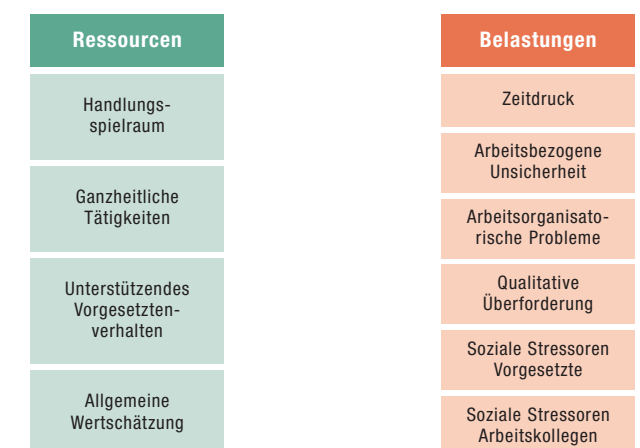 Ressourcen
Handlungs-
spielraum
Ganzheitliche
Tätigkeiten
Unterstützendes
Vorgesetzten-
verhalten
Allgemeine
Wertschätzung
Belastungen
Zeitdruck
Arbeitsbezogene
Unsicherheit
Arbeitsorganisato-
rische Probleme
Qualitative
Überforderung
Soziale Stressoren
Vorgesetzte
Soziale Stressoren
Arbeitskollegen